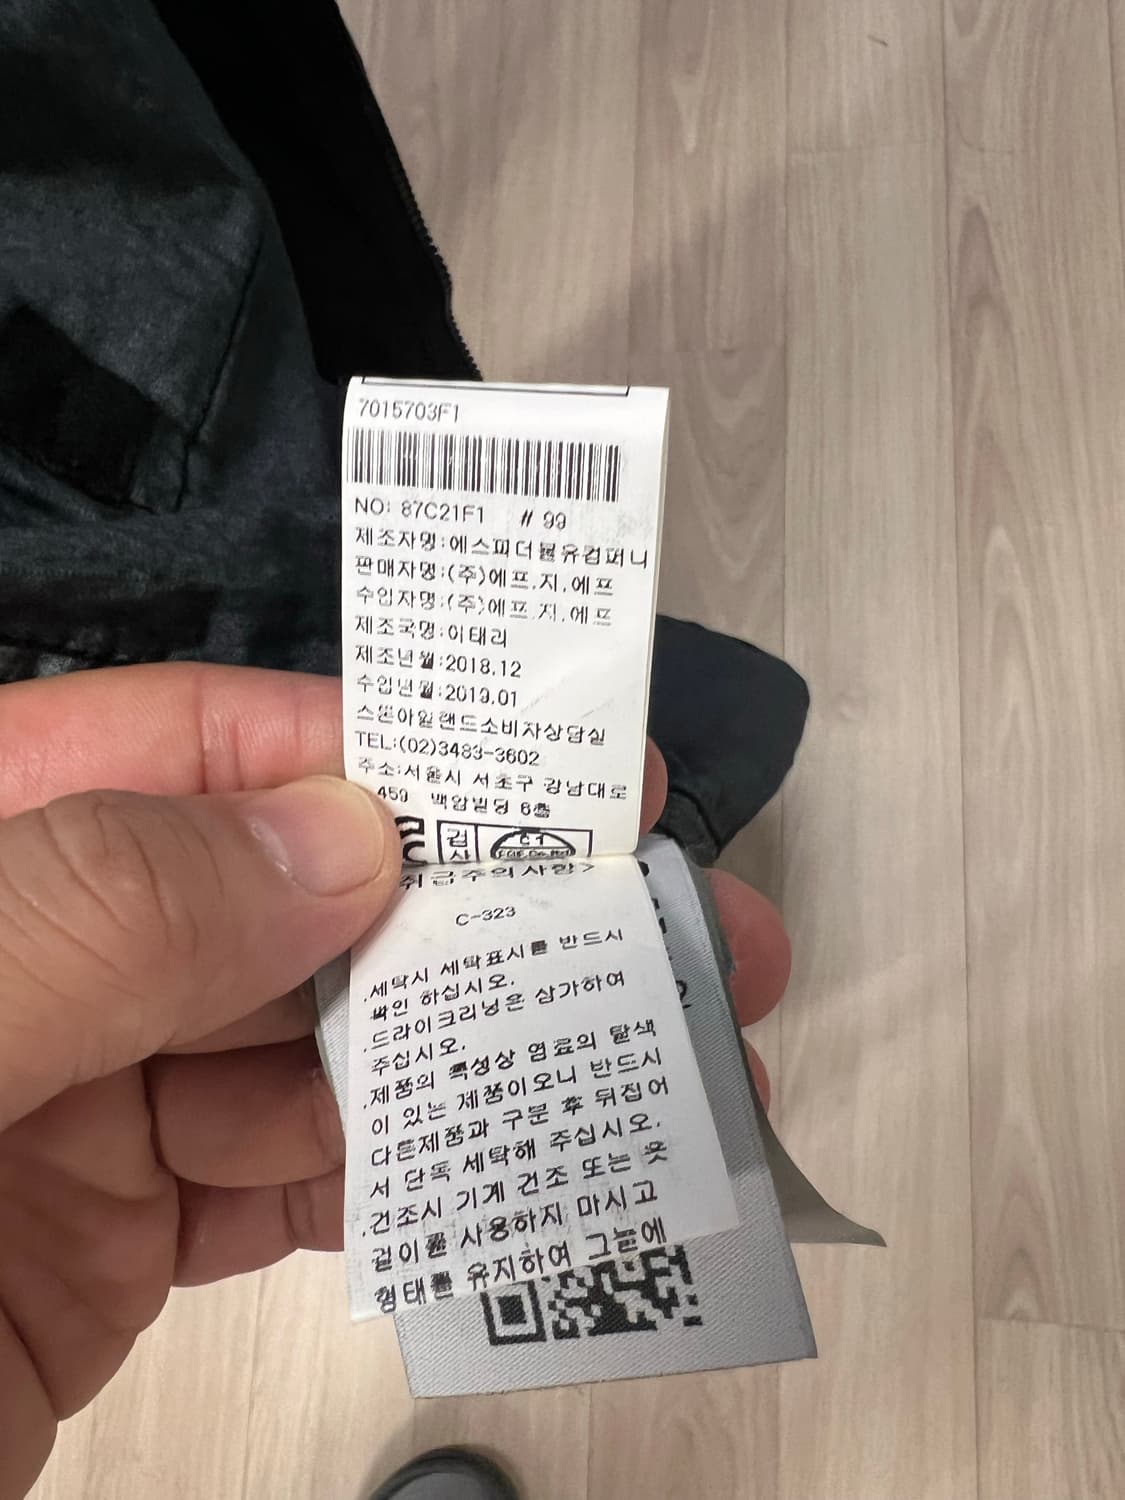 7015703F1
NO: 87C21F1 # 99
제조자명:에스피더블유컴퍼니
판매자명:(주)에프.지.에프
수입자명:(주)에프.지.에프
제조국명:이태리
제조년월:2018.12
수입년월:2019.01
스톤아일랜드소비자상담실
TEL:(02)3483-3602
주소:서울시 서초구 강남대로
459 백암빌딩 6층
검사
취급주의사항>
C-323
.세탁시 세탁표시를 반드시
확인 하십시오.
.드라이크리닝은 삼가하여
주십시오.
.제품의 특성상 염료의 탈색
이 있는 제품이오니 반드시
다른제품과 구분 후 뒤집어
서 단독 세탁해 주십시오.
.건조시 기계 건조 또는 옷
걸이를 사용하지 마시고
형태를 유지하여 그늘에